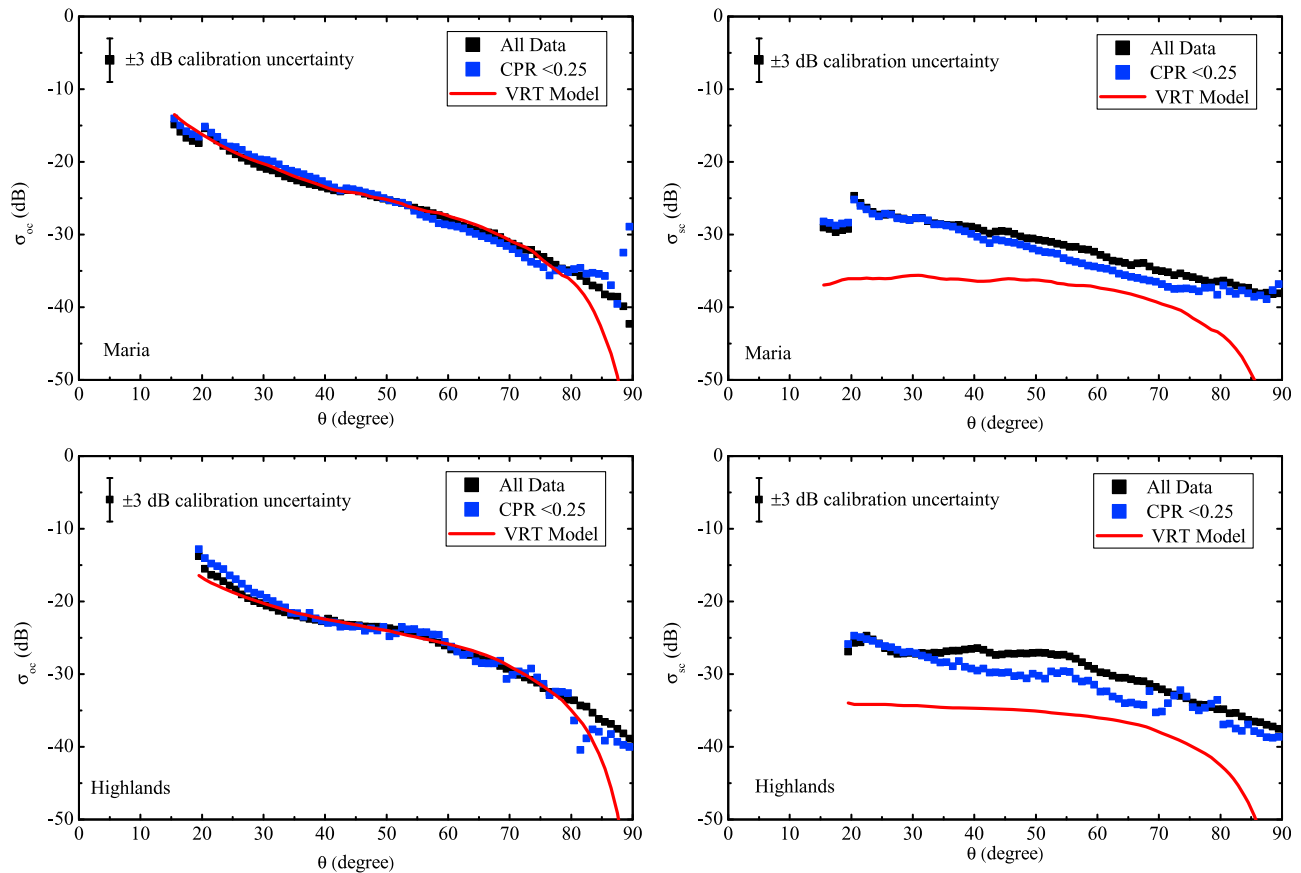 0
-10
-20
-30
-40
-50
σoc (dB)
±3 dB calibration uncertainty
All Data
CPR <0.25
VRT Model
Maria
0 10 20 30 40 50 60 70 80 90
θ (degree)
0
-10
-20
-30
-40
-50
σsc (dB)
±3 dB calibration uncertainty
All Data
CPR <0.25
VRT Model
Maria
0 10 20 30 40 50 60 70 80 90
θ (degree)
0
-10
-20
-30
-40
-50
σoc (dB)
±3 dB calibration uncertainty
All Data
CPR <0.25
VRT Model
Highlands
0 10 20 30 40 50 60 70 80 90
θ (degree)
0
-10
-20
-30
-40
-50
σsc (dB)
±3 dB calibration uncertainty
All Data
CPR <0.25
VRT Model
Highlands
0 10 20 30 40 50 60 70 80 90
θ (degree)